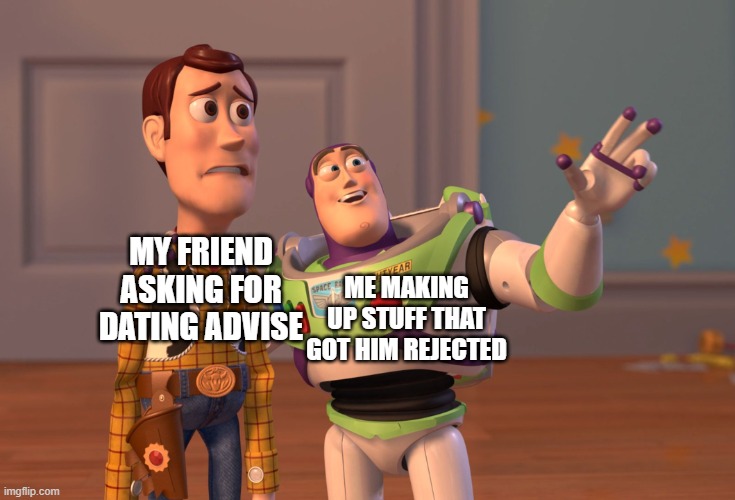 MY FRIEND
ASKING FOR
DATING ADVISE
ME MAKING
UP STUFF THAT
GOT HIM REJECTED
imgflip.com